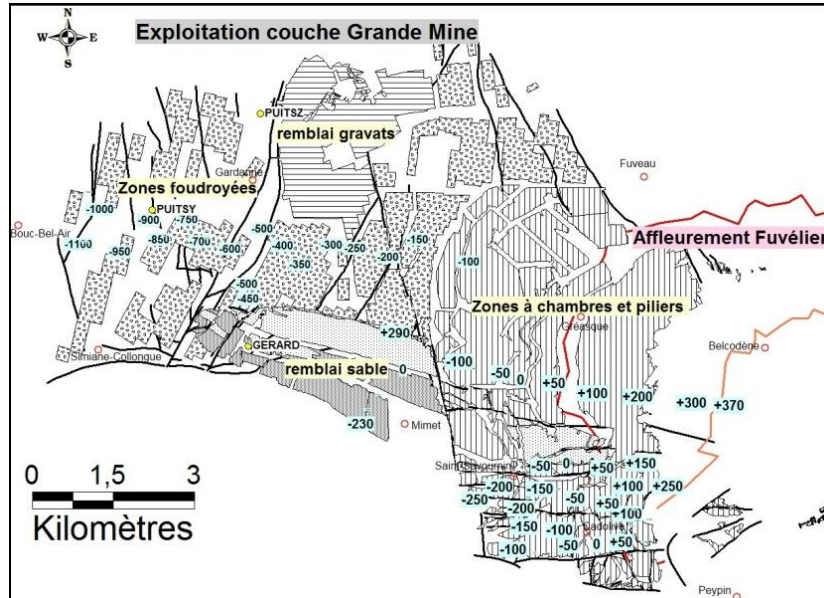 Exploitation couche Grande Mine
N
W E
S
PUITSZ
remblai gravats
Gardanne
Fuveau
Zones foudroyées
PUITSY
Bouc-Bel-Air
-1000
-900
-750
-1100
-950
-850
-700
-600
-500
-400
-350
-300
-250
-200
-150
-100
Affleurement Fuvélien
-500
-450
Zones à chambres et piliers
Gréasque
+290
GERARD
Simiane-Collongue
Belcodène
0
-100
-50
0
+50
+100
+200
+300
+370
remblai sable
-230
Mimet
0 1,5 3
Kilomètres
-50
0
+50
+150
-200
-150
-50
+100
+250
-250
-200
+50
+100
-150
-100
Cadolive
-100
-50
0
+50
Peypin